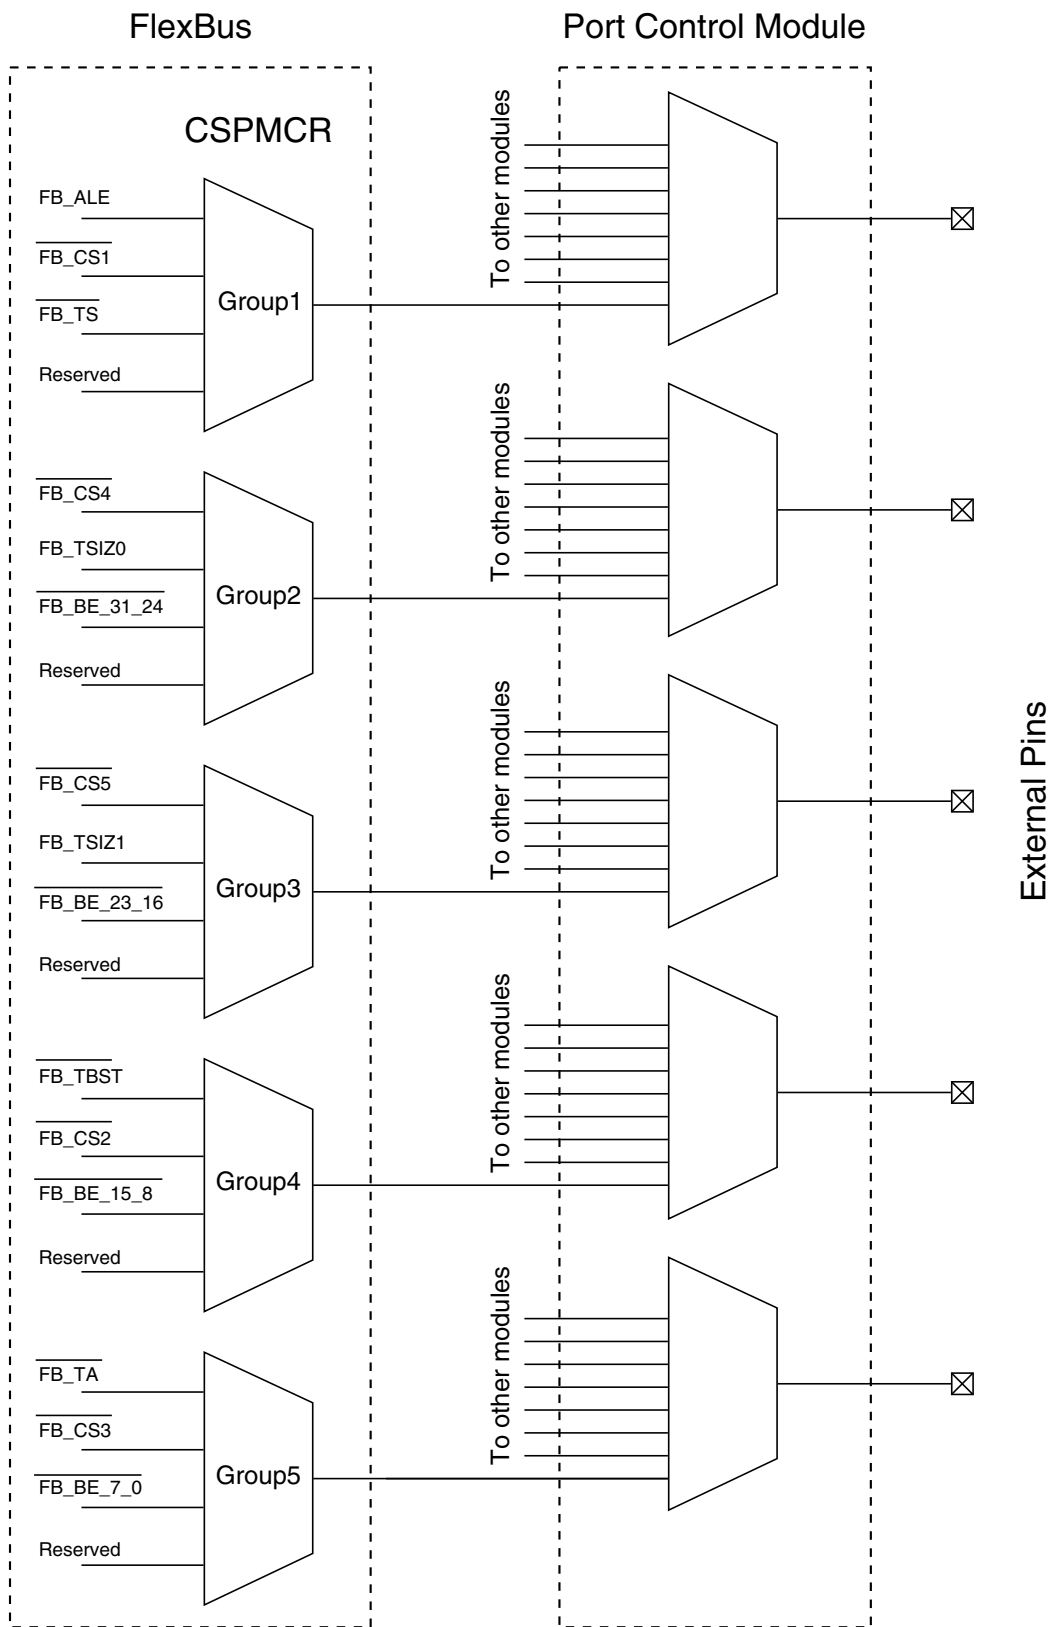 FlexBus
Port Control Module
CSPMCR
FB_ALE
FB_CS1
FB_TS
Reserved
Group1
To other modules
FB_CS4
FB_TSIZ0
FB_BE_31_24
Reserved
Group2
To other modules
FB_CS5
FB_TSIZ1
FB_BE_23_16
Reserved
Group3
To other modules
FB_TBST
FB_CS2
FB_BE_15_8
Reserved
Group4
To other modules
FB_TA
FB_CS3
FB_BE_7_0
Reserved
Group5
To other modules
External Pins